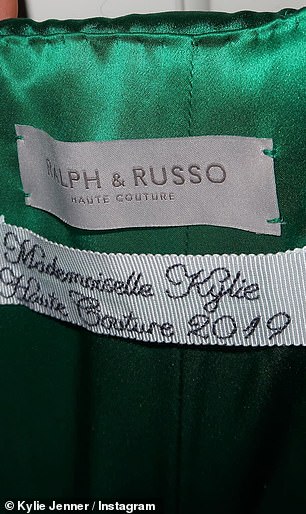 RALPH & RUSSO
HAUTE COUTURE
Mademoiselle Kylie
Haute Couture 2019
© Kylie Jenner / Instagram